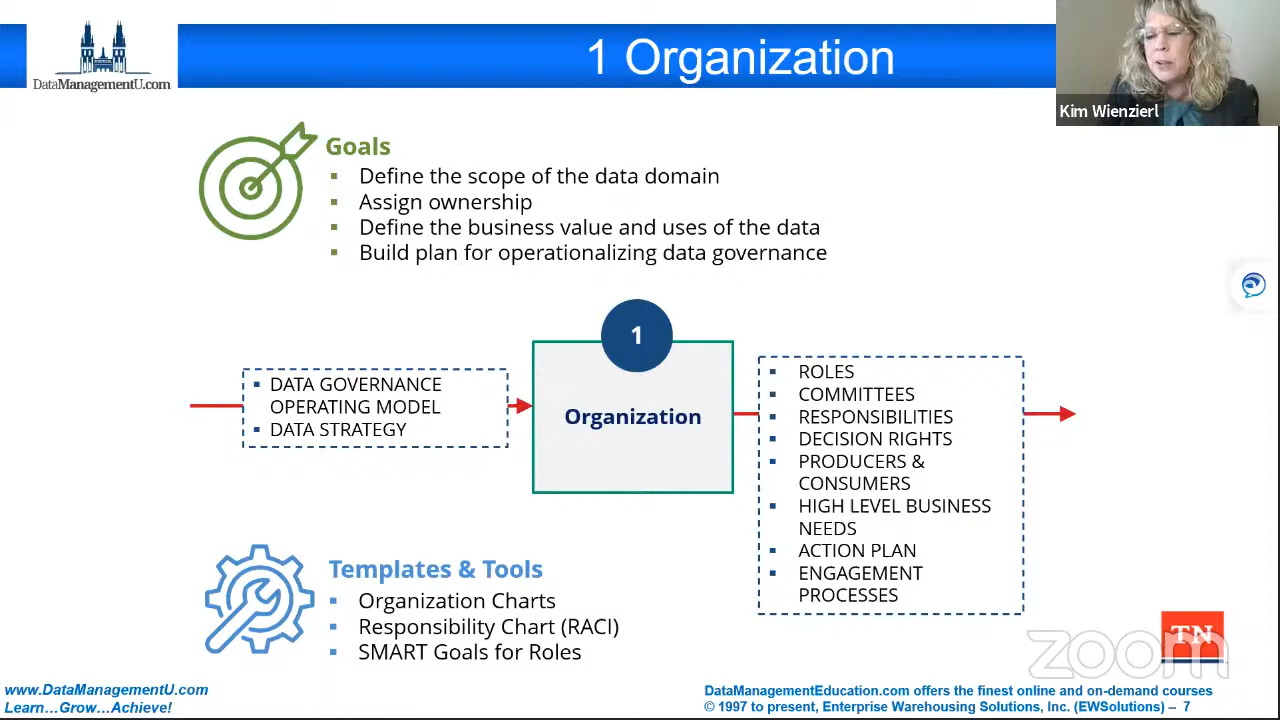 1 Organization
DataManagementU.com
Kim Wienzierl
Goals
▪ Define the scope of the data domain
▪ Assign ownership
▪ Define the business value and uses of the data
▪ Build plan for operationalizing data governance
1
▪ DATA GOVERNANCE
OPERATING MODEL
▪ DATA STRATEGY
Organization
▪ ROLES
▪ COMMITTEES
▪ RESPONSIBILITIES
▪ DECISION RIGHTS
▪ PRODUCERS &
CONSUMERS
▪ HIGH LEVEL BUSINESS
NEEDS
▪ ACTION PLAN
▪ ENGAGEMENT
PROCESSES
Templates & Tools
▪ Organization Charts
▪ Responsibility Chart (RACI)
▪ SMART Goals for Roles
TN
zoom
www.DataManagementU.com
Learn…Grow…Achieve!
DataManagementEducation.com offers the finest online and on-demand courses
© 1997 to present, Enterprise Warehousing Solutions, Inc. (EWSolutions) – 7